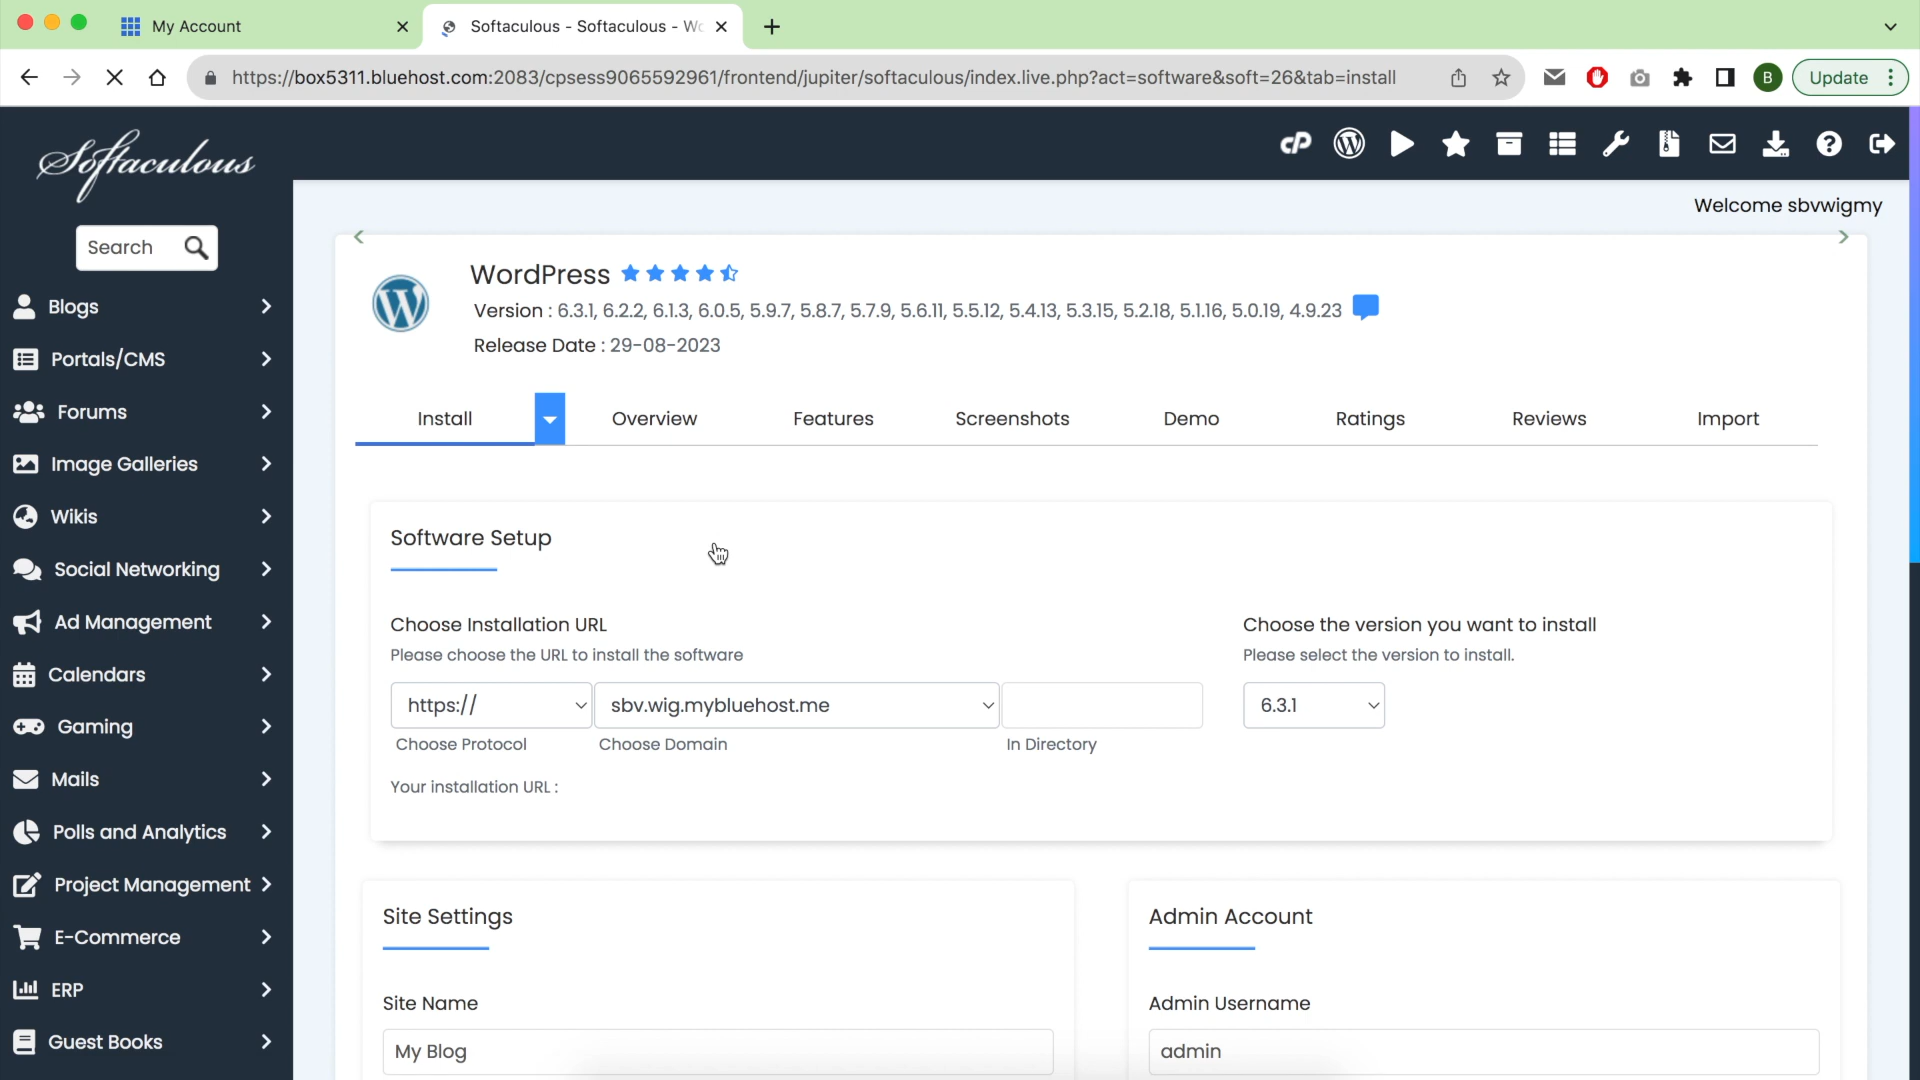 My Account
Softaculous - Softaculous - Wo
https://box5311.bluehost.com:2083/cpsess9065592961/frontend/jupiter/softaculous/index.live.php?act=software&soft=26&tab=install
B
Update
Softaculous
cP
Welcome sbvwigmy
Search
Blogs
Portals/CMS
Forums
Image Galleries
Wikis
Social Networking
Ad Management
Calendars
Gaming
Mails
Polls and Analytics
Project Management
E-Commerce
ERP
Guest Books
WordPress
Version : 6.3.1, 6.2.2, 6.1.3, 6.0.5, 5.9.7, 5.8.7, 5.7.9, 5.6.11, 5.5.12, 5.4.13, 5.3.15, 5.2.18, 5.1.16, 5.0.19, 4.9.23
Release Date : 29-08-2023
Install
Overview
Features
Screenshots
Demo
Ratings
Reviews
Import
Software Setup
Choose Installation URL
Please choose the URL to install the software
https://
sbv.wig.mybluehost.me
Choose Protocol
Choose Domain
In Directory
Your installation URL :
Choose the version you want to install
Please select the version to install.
6.3.1
Site Settings
Site Name
My Blog
Admin Account
Admin Username
admin